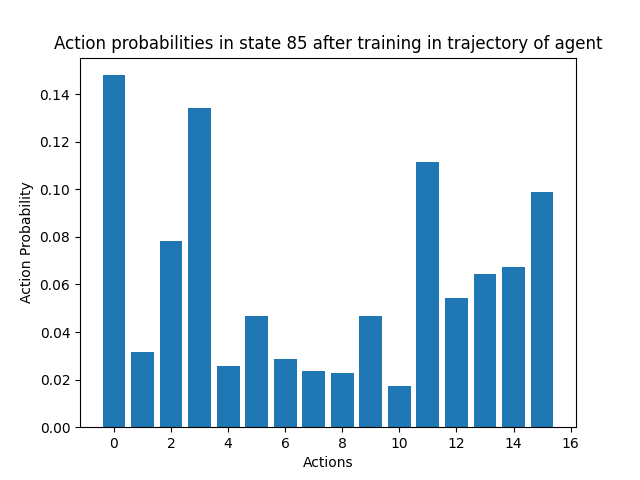 Action probabilities in state 85 after training in trajectory of agent
0.14
0.12
0.10
0.08
0.06
0.04
0.02
0.00
Action Probability
0 2 4 6 8 10 12 14 16
Actions